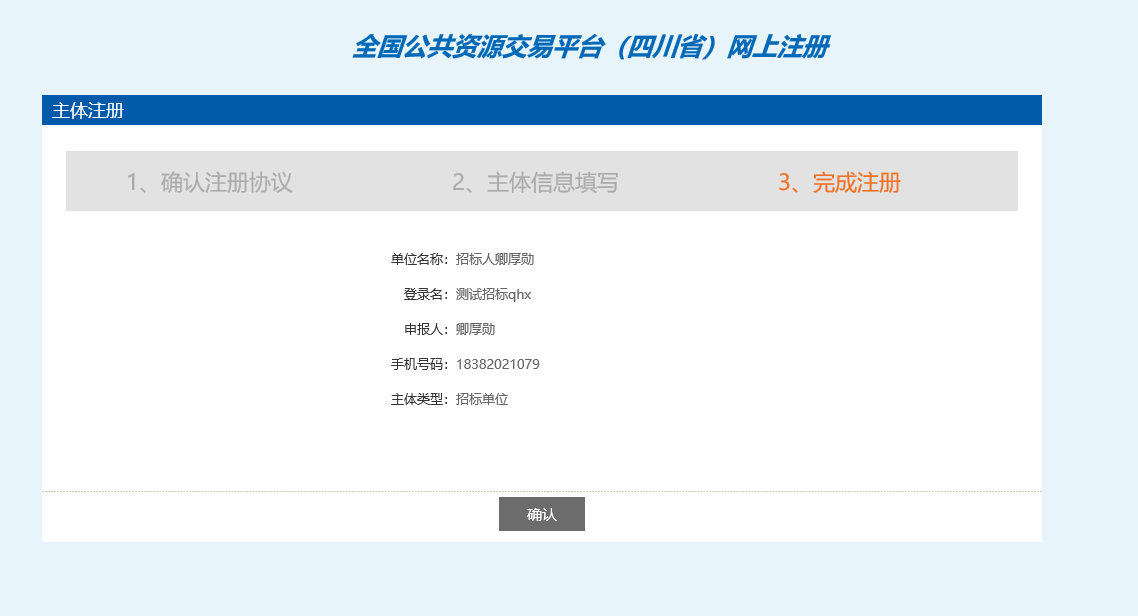 全国公共资源交易平台（四川省）网上注册
主体注册
1、确认注册协议 2、主体信息填写 3、完成注册
单位名称：招标人卿厚勋
登录名：测试招标qhx
申报人：卿厚勋
手机号码：18382021079
主体类型：招标单位
确认